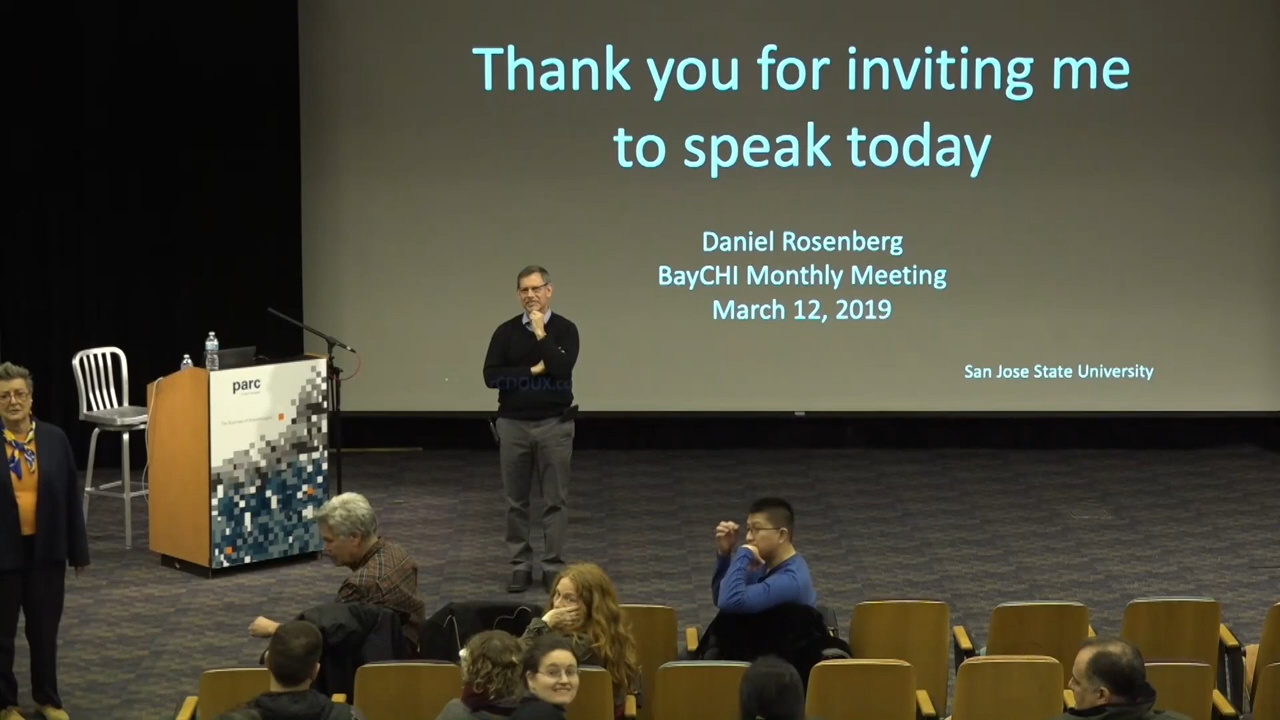 Thank you for inviting me
to speak today
Daniel Rosenberg
BayCHI Monthly Meeting
March 12, 2019
San Jose State University
parc